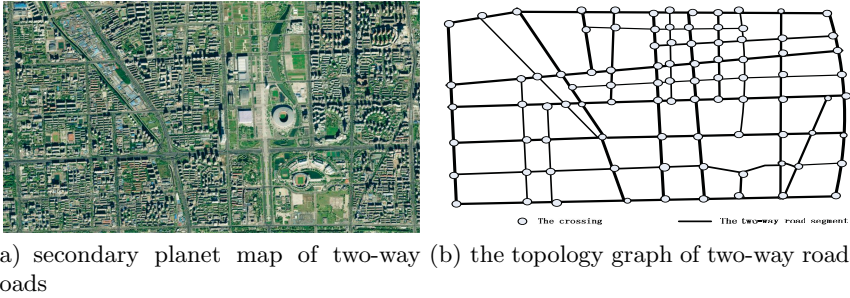 The crossing
The two-way road segment
a) secondary planet map of two-way
oads
(b) the topology graph of two-way road